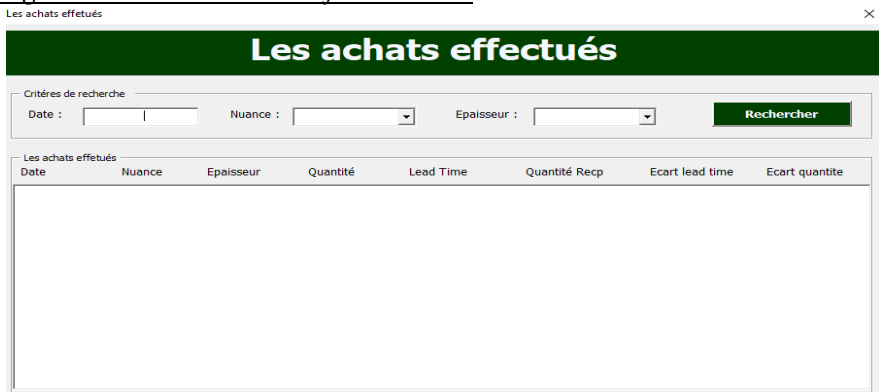 Les achats effetués
Les achats effectués
Critéres de recherche
Date : Nuance : Epaisseur : Rechercher
Les achats effetués
Date Nuance Epaisseur Quantité Lead Time Quantité Recp Ecart lead time Ecart quantite